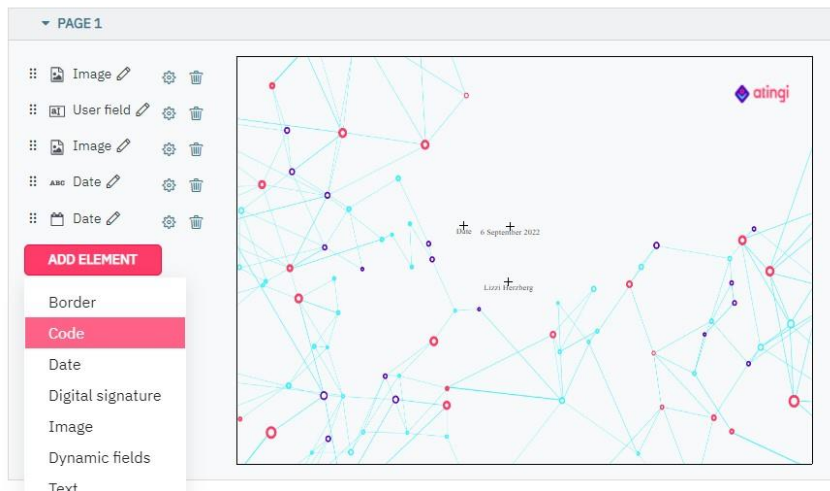 PAGE 1
Image
User field
Image
ABC Date
Date
ADD ELEMENT
Border
Code
Date
Digital signature
Image
Dynamic fields
Text
atingi
Date 6 September 2022
Lizzi Herzberg